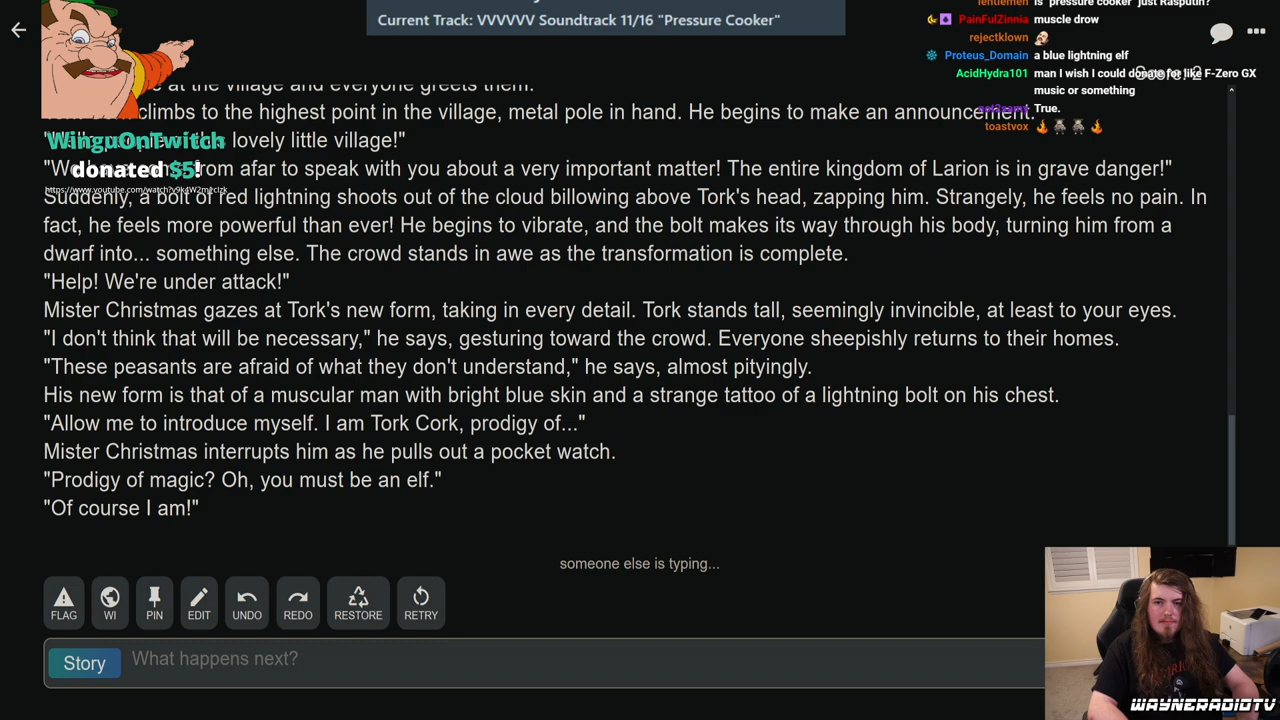 Current Track: VVVVVV Soundtrack 11/16 "Pressure Cooker"
is "pressure cooker" just Rasputin?
PainFulZinnia muscle drow
rejectklown
Proteus_Domain a blue lightning elf
AcidHydra101 man I wish I could donate for like F-Zero GX
music or something
True.
toastvox
at the village and everyone greets them.
climbs to the highest point in the village, metal pole in hand. He begins to make an announcement.
lovely little village!"
WinguOnTwitch
donated $5!
"We have come from afar to speak with you about a very important matter! The entire kingdom of Larion is in grave danger!"
Suddenly, a bolt of red lightning shoots out of the cloud billowing above Tork's head, zapping him. Strangely, he feels no pain. In
fact, he feels more powerful than ever! He begins to vibrate, and the bolt makes its way through his body, turning him from a
dwarf into... something else. The crowd stands in awe as the transformation is complete.
"Help! We're under attack!"
Mister Christmas gazes at Tork's new form, taking in every detail. Tork stands tall, seemingly invincible, at least to your eyes.
"I don't think that will be necessary," he says, gesturing toward the crowd. Everyone sheepishly returns to their homes.
"These peasants are afraid of what they don't understand," he says, almost pityingly.
His new form is that of a muscular man with bright blue skin and a strange tattoo of a lightning bolt on his chest.
"Allow me to introduce myself. I am Tork Cork, prodigy of..."
Mister Christmas interrupts him as he pulls out a pocket watch.
"Prodigy of magic? Oh, you must be an elf."
"Of course I am!"
someone else is typing...
FLAG WI PIN EDIT UNDO REDO RESTORE RETRY
Story What happens next?
WAYNERADIOTV